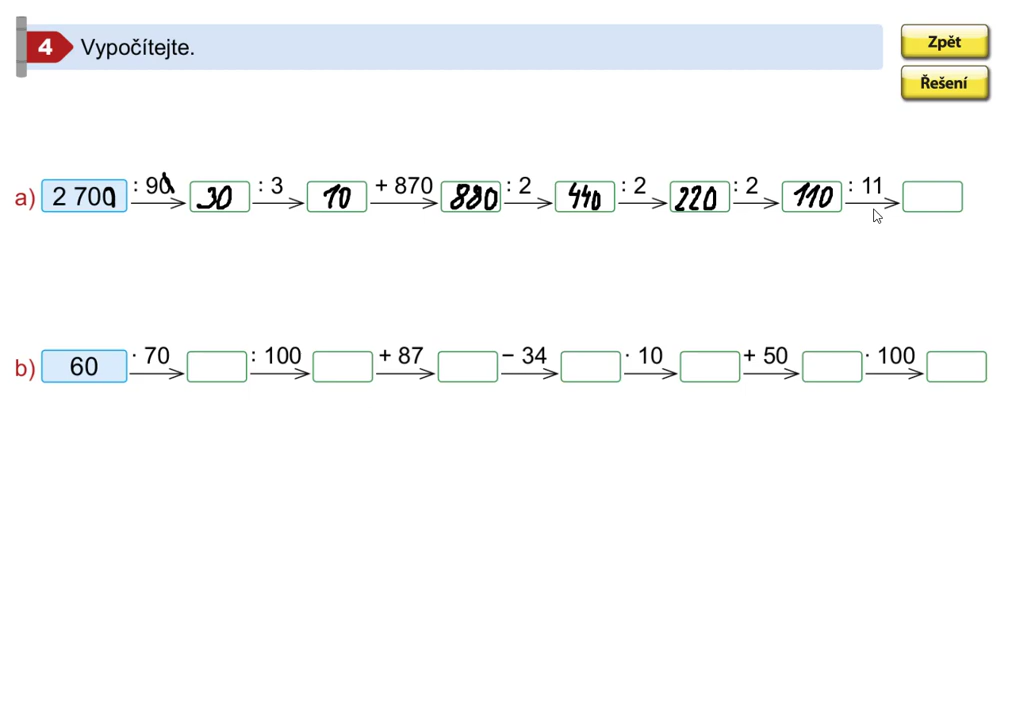 4 Vypočítejte.
Zpět
Řešení
a) 2 700 : 90 30 : 3 10 + 870 880 : 2 440 : 2 220 : 2 110 : 11
b) 60 · 70 : 100 + 87 − 34 · 10 + 50 · 100